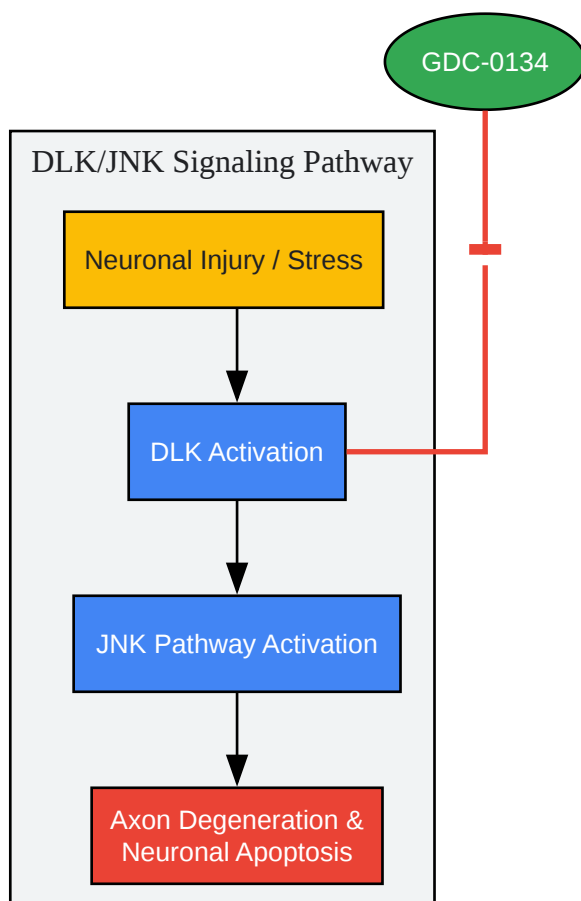 GDC-0134
DLK/JNK Signaling Pathway
Neuronal Injury / Stress
DLK Activation
JNK Pathway Activation
Axon Degeneration &
Neuronal Apoptosis